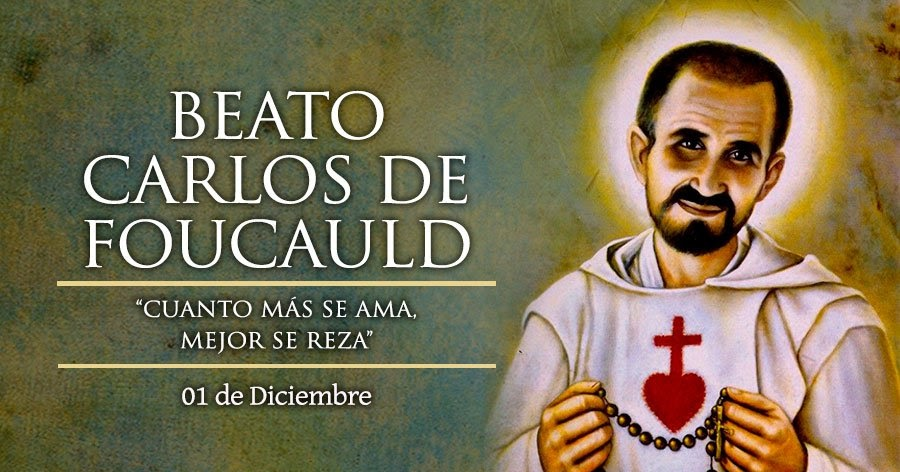 BEATO
CARLOS DE
FOUCAULD
“CUANTO MÁS SE AMA,
MEJOR SE REZA”
01 de Diciembre